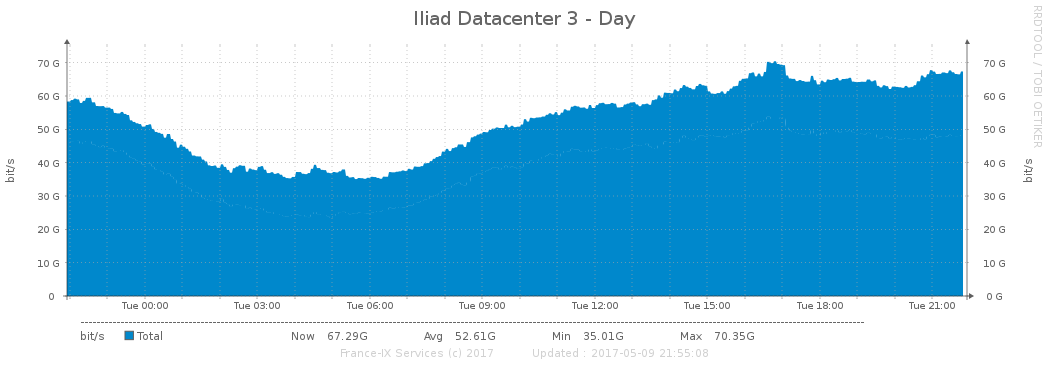 Iliad Datacenter 3 - Day
RRDTOOL / TOBI OETIKER
70 G 70 G
60 G 60 G
50 G 50 G
40 G 40 G
30 G 30 G
20 G 20 G
10 G 10 G
0 0 G
bit/s bit/s
Tue 00:00 Tue 03:00 Tue 06:00 Tue 09:00 Tue 12:00 Tue 15:00 Tue 18:00 Tue 21:00
bit/s Total Now 67.29G Avg 52.61G Min 35.01G Max 70.35G
France-IX Services (c) 2017 Updated : 2017-05-09 21:55:08